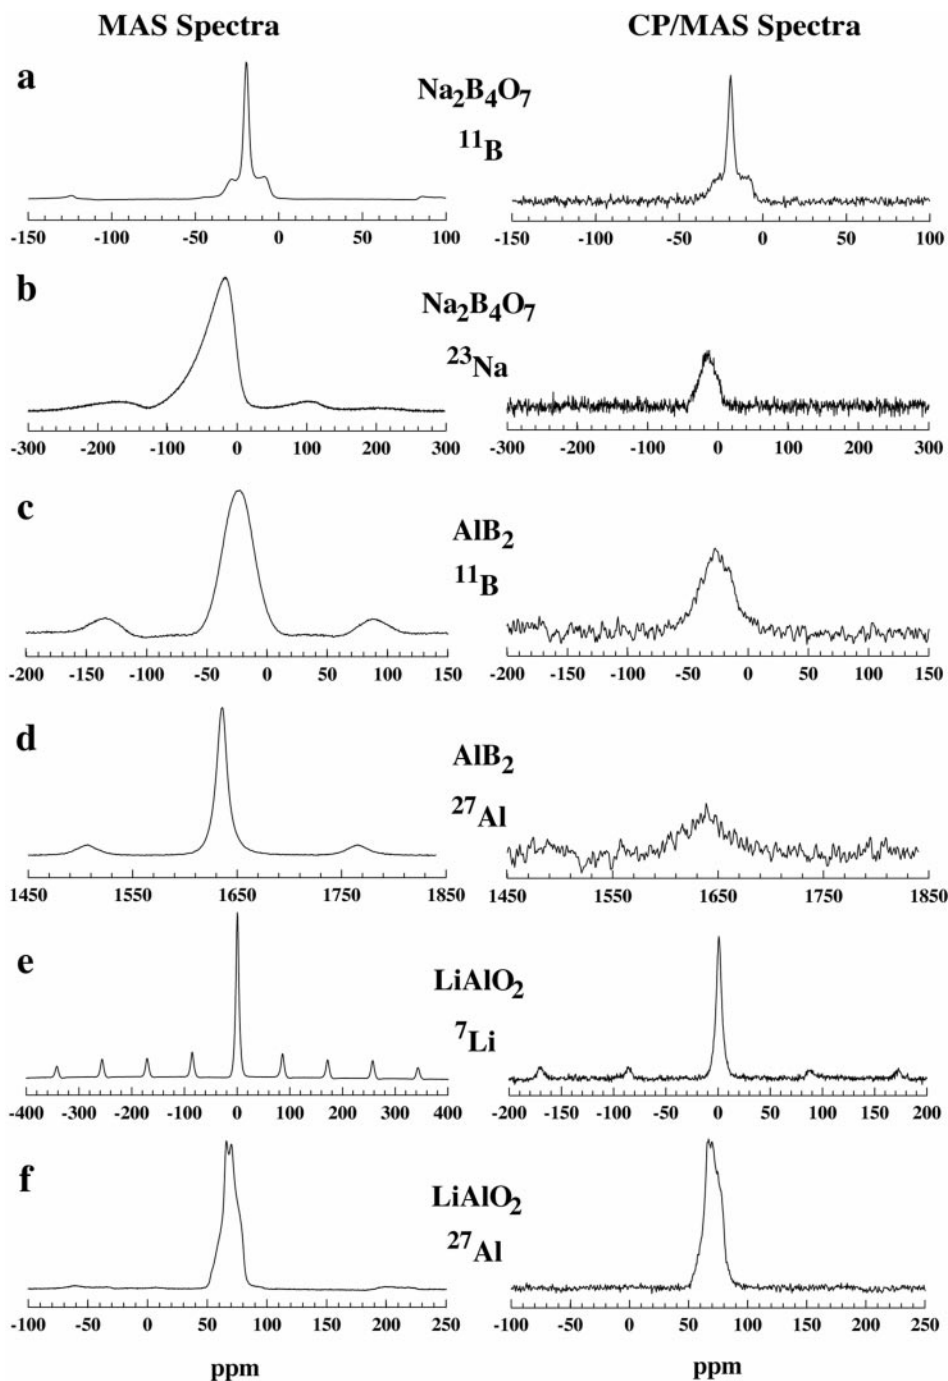 MAS Spectra CP/MAS Spectra
a Na₂B₄O₇
¹¹B
-150 -100 -50 0 50 100 -150 -100 -50 0 50 100
b Na₂B₄O₇
²³Na
-300 -200 -100 0 100 200 300 -300 -200 -100 0 100 200 300
c AlB₂
¹¹B
-200 -150 -100 -50 0 50 100 150 -200 -150 -100 -50 0 50 100 150
d AlB₂
²⁷Al
1450 1550 1650 1750 1850 1450 1550 1650 1750 1850
e LiAlO₂
⁷Li
-400 -300 -200 -100 0 100 200 300 400 -200 -150 -100 -50 0 50 100 150 200
f LiAlO₂
²⁷Al
-100 -50 0 50 100 150 200 250 -100 -50 0 50 100 150 200 250
ppm ppm